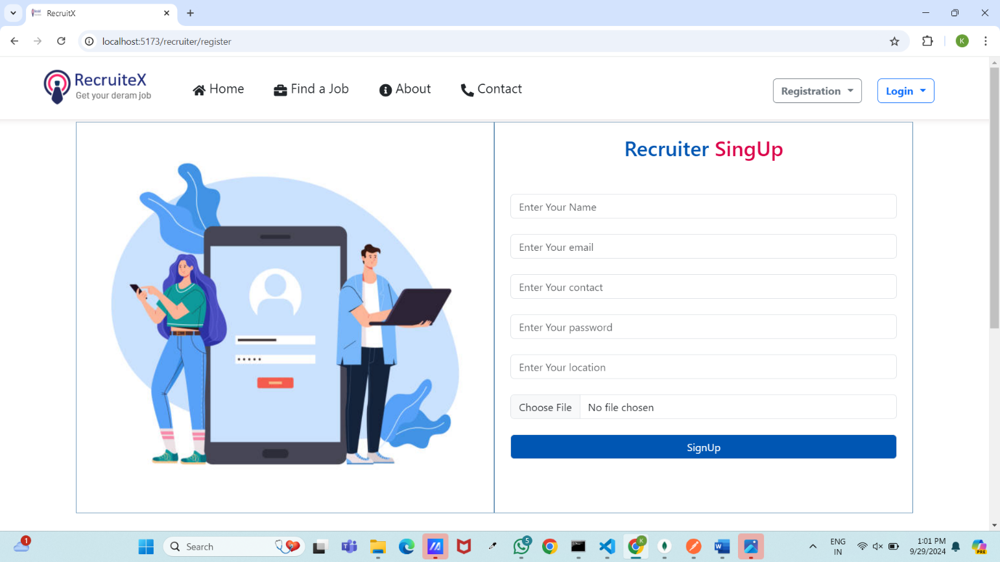 RecruitX
localhost:5173/recruiter/register
K
RecruiteX
Get your deram job
Home
Find a Job
About
Contact
Registration
Login
Recruiter SingUp
Enter Your Name
Enter Your email
Enter Your contact
Enter Your password
Enter Your location
Choose File No file chosen
SignUp
1
Search
5
K
ENG
IN
1:01 PM
9/29/2024
PRE